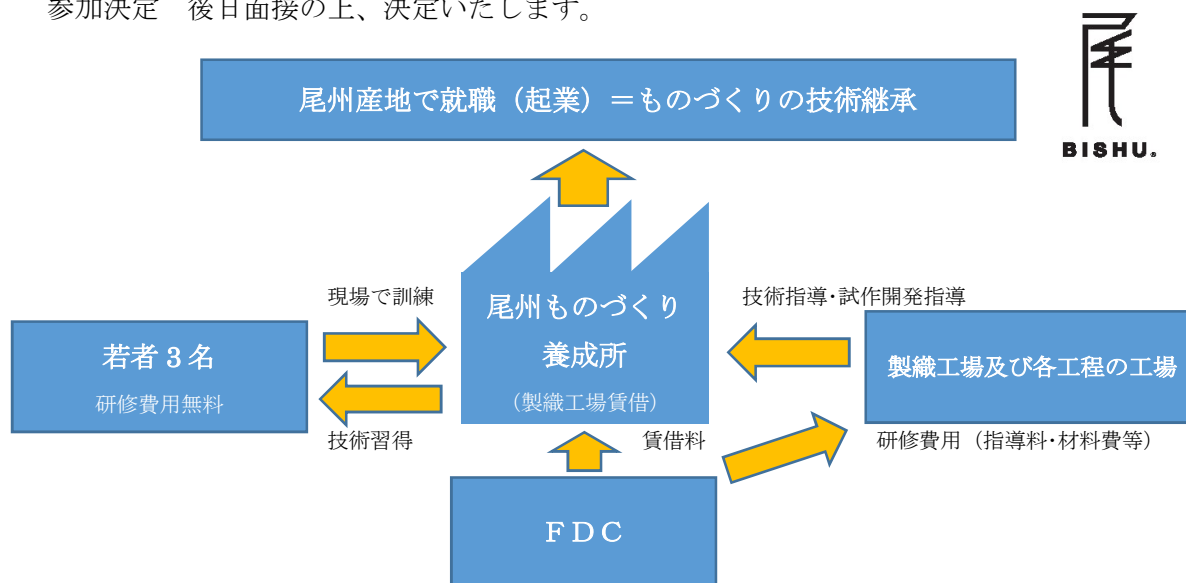 参加決定　後日面接の上、決定いたします。
尾
BISHU.
尾州産地で就職（起業）＝ものづくりの技術継承
現場で訓練
尾州ものづくり
養成所
（製織工場賃借）
技術指導・試作開発指導
若者３名
研修費用無料
製織工場及び各工程の工場
技術習得
賃借料
研修費用（指導料・材料費等）
ＦＤＣ